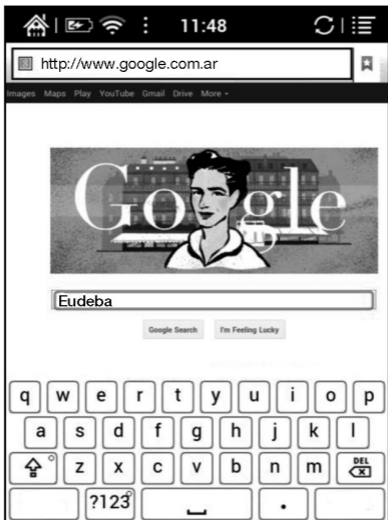 11:48
http://www.google.com.ar
Images Maps Play YouTube Gmail Drive More
Google
Eudeba
Google Search I'm Feeling Lucky
q w e r t y u i o p
a s d f g h j k l
z x c v b n m DEL
?123 .